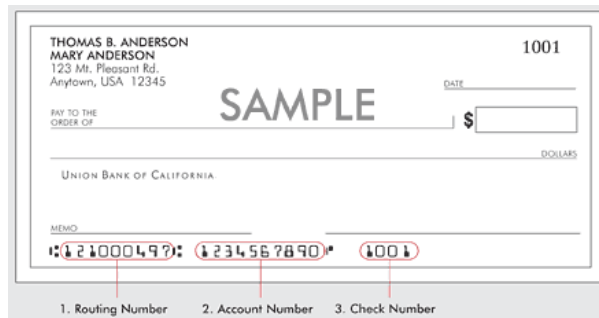 THOMAS B. ANDERSON 1001
MARY ANDERSON
123 Mt. Pleasant Rd.
Anytown, USA 12345
DATE
SAMPLE
PAY TO THE
ORDER OF $
DOLLARS
UNION BANK OF CALIFORNIA
MEMO
⑆121000497⑆ 1234567890⑈ 1001
1. Routing Number 2. Account Number 3. Check Number